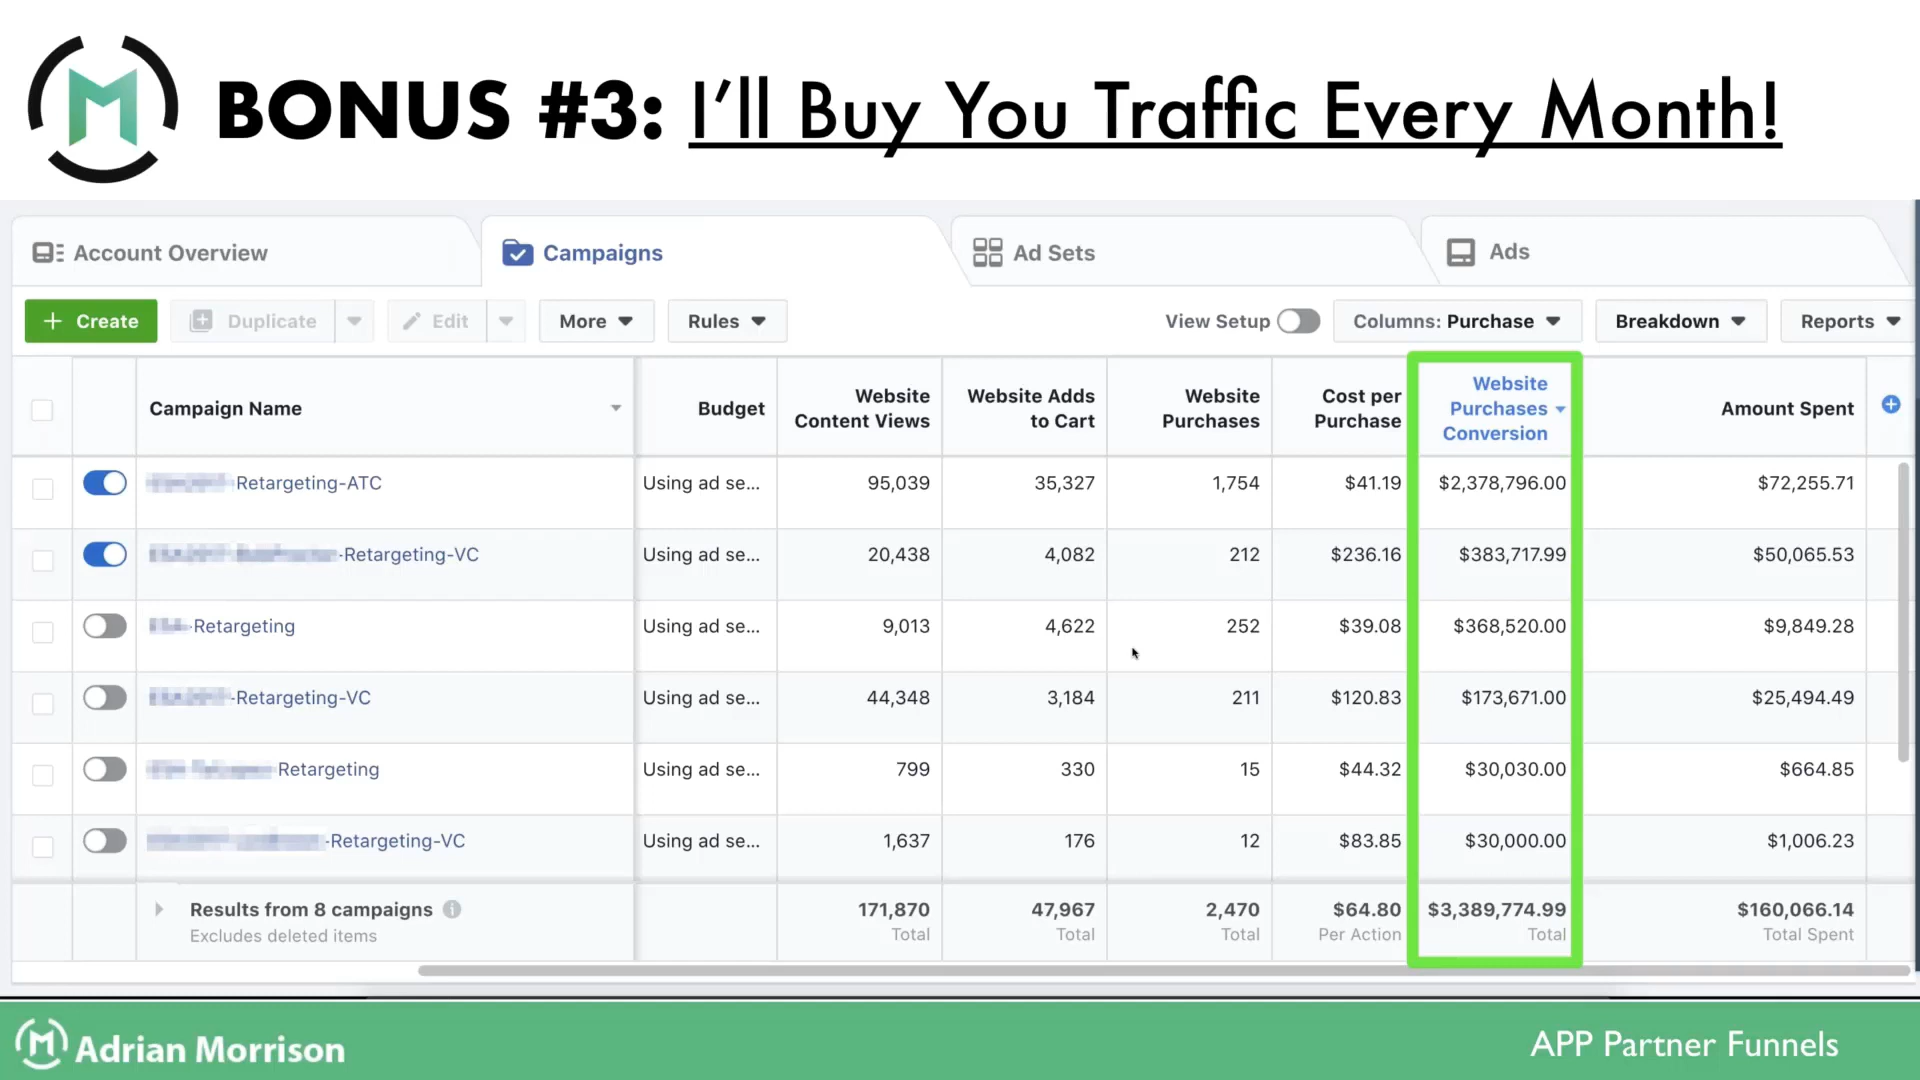 BONUS #3: I'll Buy You Traffic Every Month!
Account Overview
Campaigns
Ad Sets
Ads
+ Create
Duplicate
Edit
More
Rules
View Setup
Columns: Purchase
Breakdown
Reports
Campaign Name
Budget
Website Content Views
Website Adds to Cart
Website Purchases
Cost per Purchase
Website Purchases Conversion
Amount Spent
-Retargeting-ATC Using ad se... 95,039 35,327 1,754 $41.19 $2,378,796.00 $72,255.71
-Retargeting-VC Using ad se... 20,438 4,082 212 $236.16 $383,717.99 $50,065.53
-Retargeting Using ad se... 9,013 4,622 252 $39.08 $368,520.00 $9,849.28
-Retargeting-VC Using ad se... 44,348 3,184 211 $120.83 $173,671.00 $25,494.49
Retargeting Using ad se... 799 330 15 $44.32 $30,030.00 $664.85
-Retargeting-VC Using ad se... 1,637 176 12 $83.85 $30,000.00 $1,006.23
Results from 8 campaigns 171,870 47,967 2,470 $64.80 $3,389,774.99 $160,066.14
Excludes deleted items Total Total Total Per Action Total Total Spent
Adrian Morrison
APP Partner Funnels